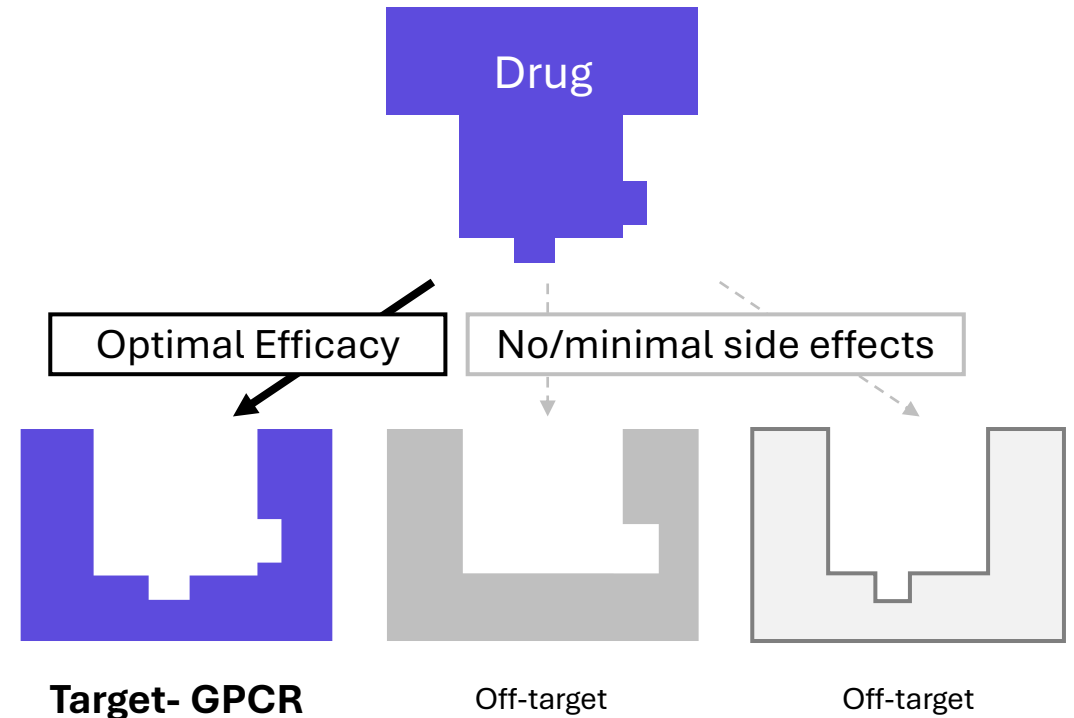 Drug
Optimal Efficacy
No/minimal side effects
Target- GPCR
Off-target
Off-target